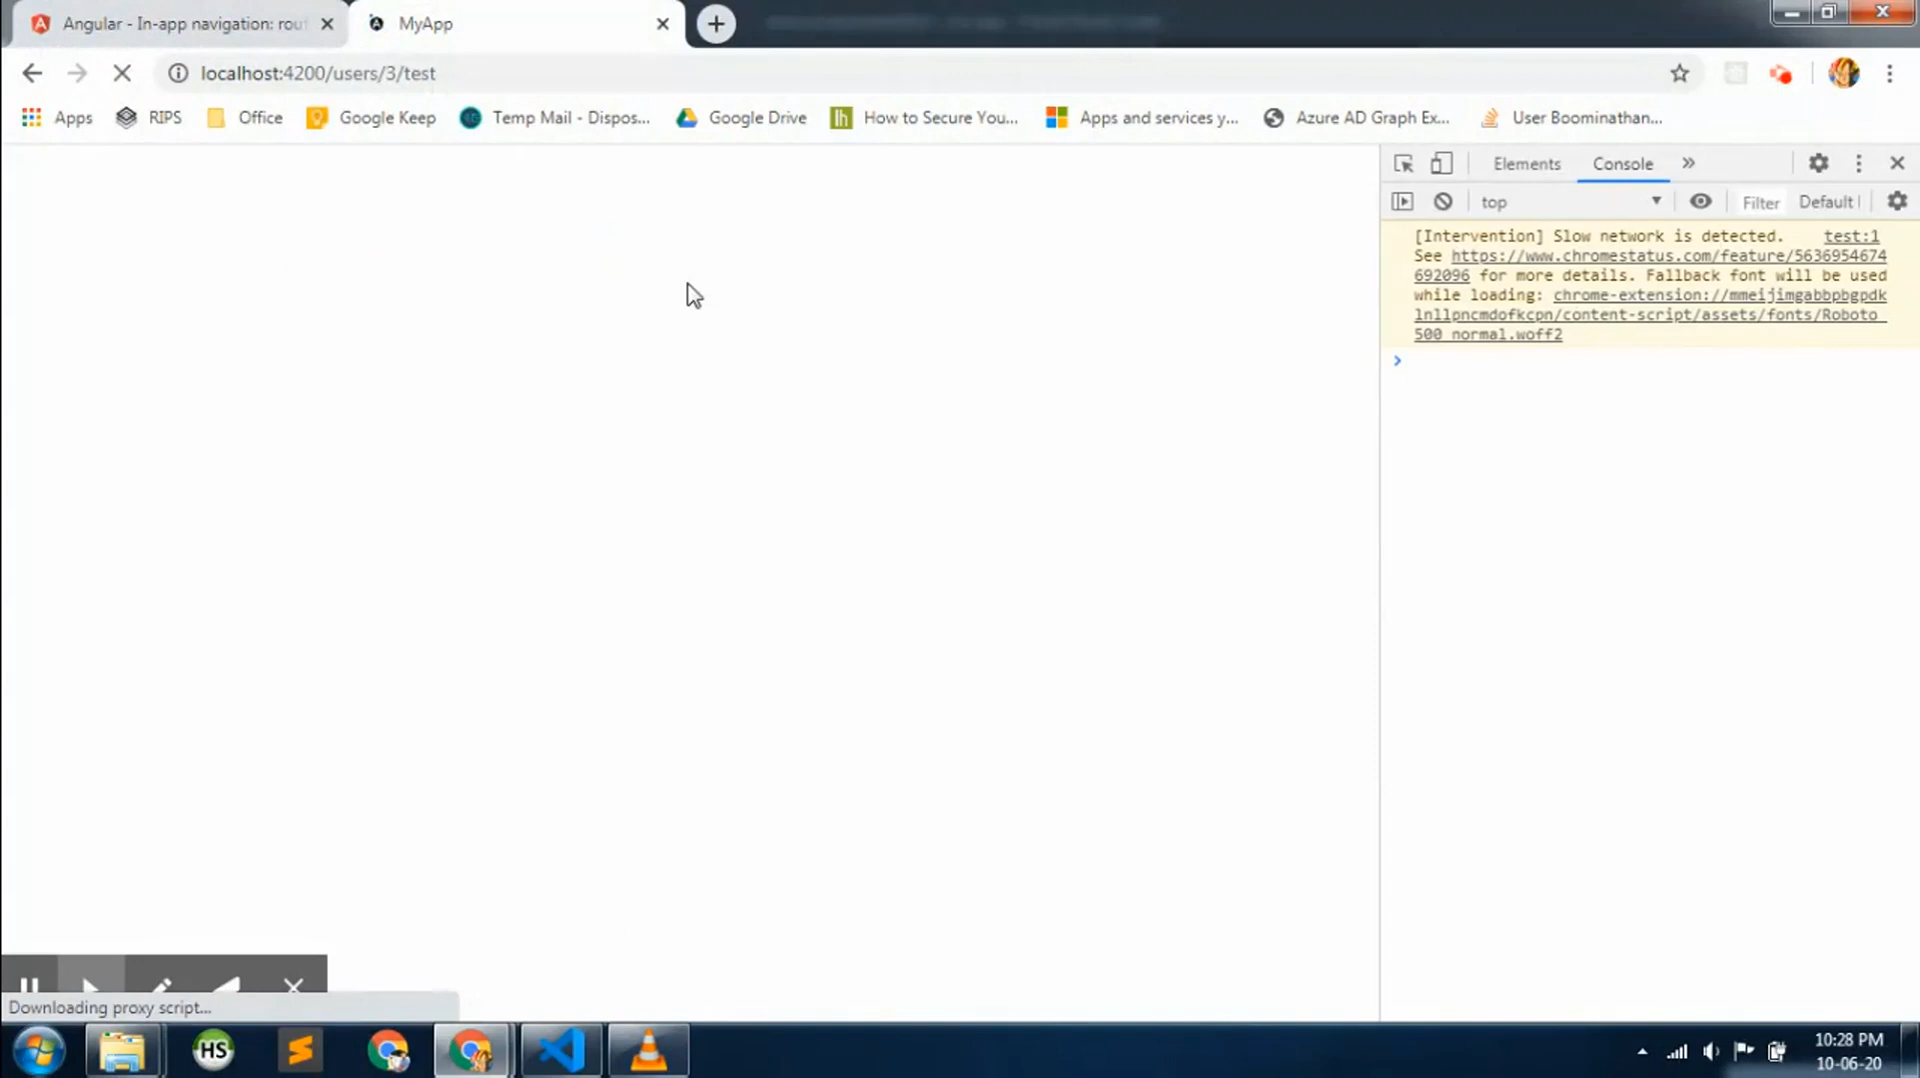 Angular - In-app navigation: rou
MyApp
localhost:4200/users/3/test
Apps
RIPS
Office
Google Keep
Temp Mail - Dispos...
Google Drive
How to Secure You...
Apps and services y...
Azure AD Graph Ex...
User Boominathan...
Elements
Console
top
Filter
Default
[Intervention] Slow network is detected. test:1
See https://www.chromestatus.com/feature/5636954674
692096 for more details. Fallback font will be used
while loading: chrome-extension://mmeijimgabbpbgpdk
lnllpncmdofkcpn/content-script/assets/fonts/Roboto_
500_normal.woff2
Downloading proxy script...
HS
10:28 PM
10-06-20